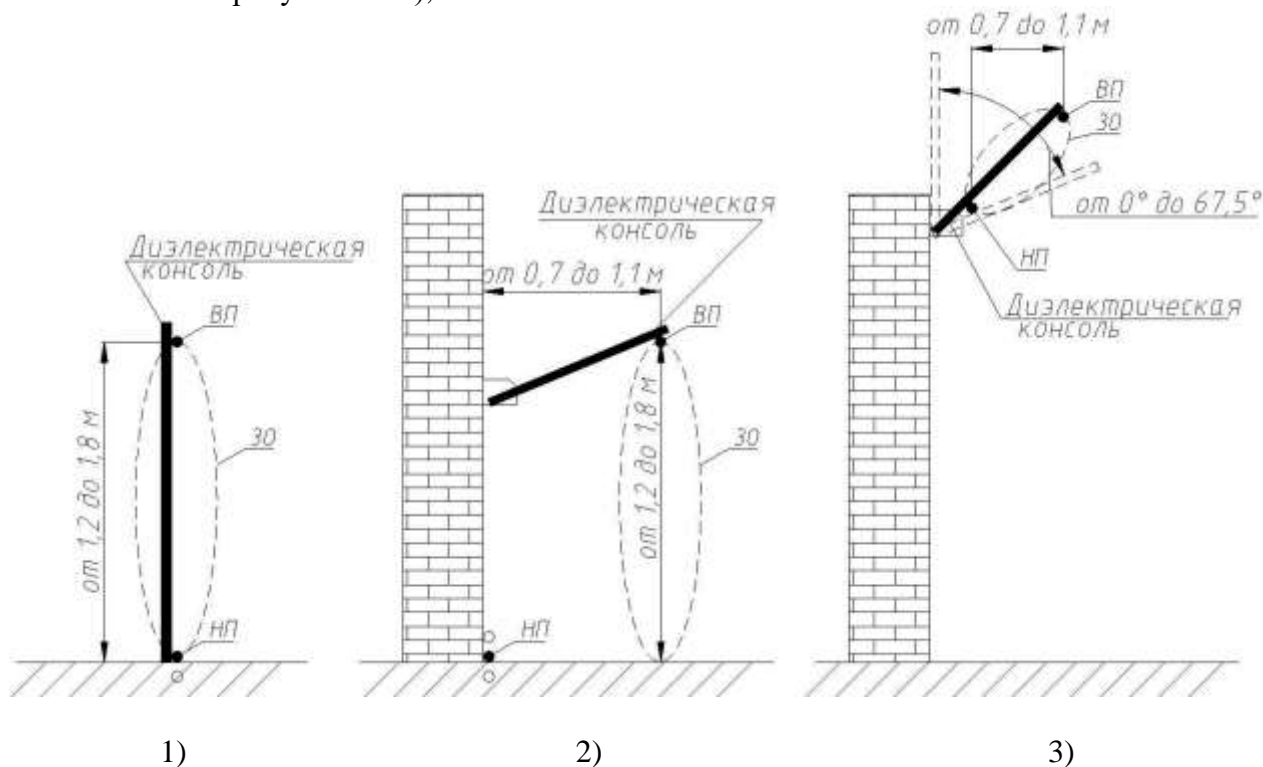 от 0,7 до 1,1 м
ВП
ЗО
от 0° до 67,5°
НП
Диэлектрическая
консоль
Диэлектрическая
консоль
от 0,7 до 1,1 м
ВП
от 1,2 до 1,8 м
ЗО
НП
Диэлектрическая
консоль
ВП
от 1,2 до 1,8 м
ЗО
НП
1)
2)
3)